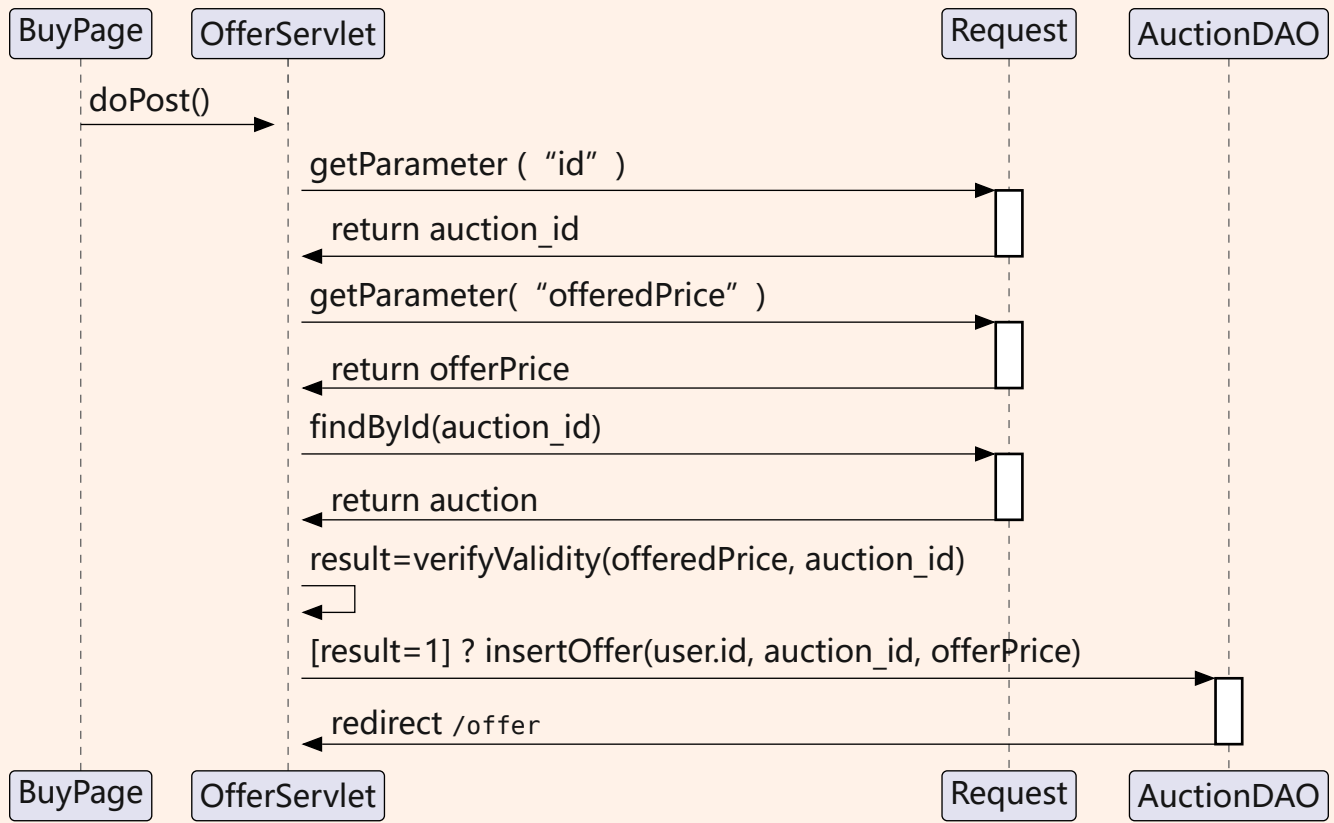 BuyPage OfferServlet Request AuctionDAO
doPost()
getParameter ( “id” )
return auction_id
getParameter( “offeredPrice” )
return offerPrice
findById(auction_id)
return auction
result=verifyValidity(offeredPrice, auction_id)
[result=1] ? insertOffer(user.id, auction_id, offerPrice)
redirect /offer
BuyPage OfferServlet Request AuctionDAO